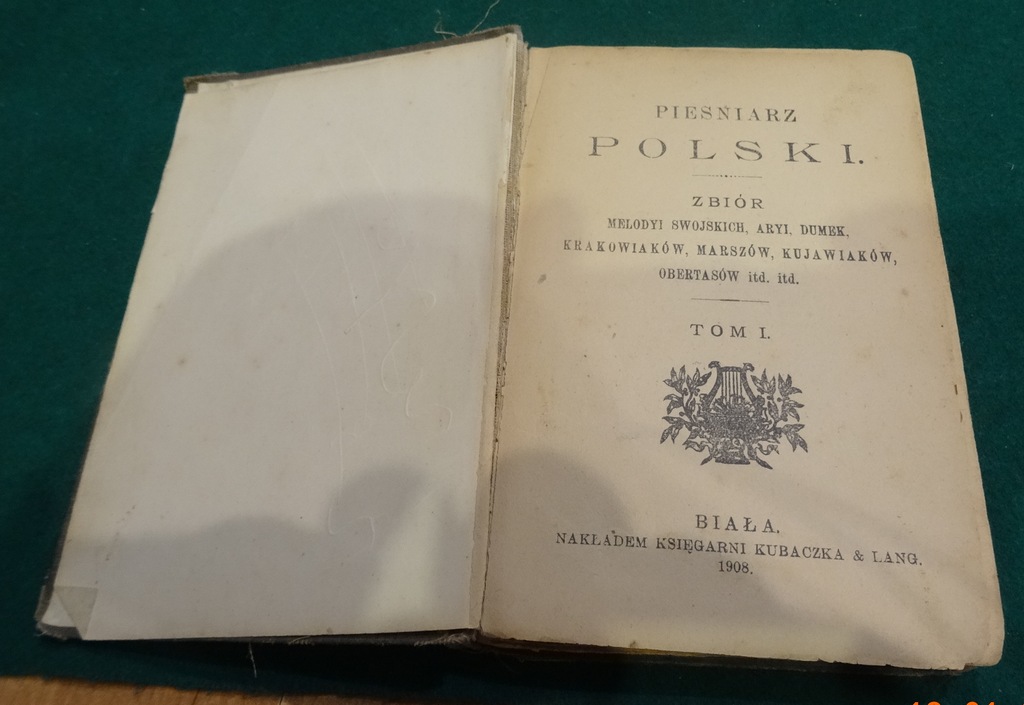 PIEŚNIARZ
POLSKI.
ZBIÓR
MELODYI SWOJSKICH, ARYI, DUMEK,
KRAKOWIAKÓW, MARSZÓW, KUJAWIAKÓW,
OBERTASÓW itd. itd.
TOM I.
BIAŁA.
NAKŁADEM KSIĘGARNI KUBACZKA & LANG.
1908.